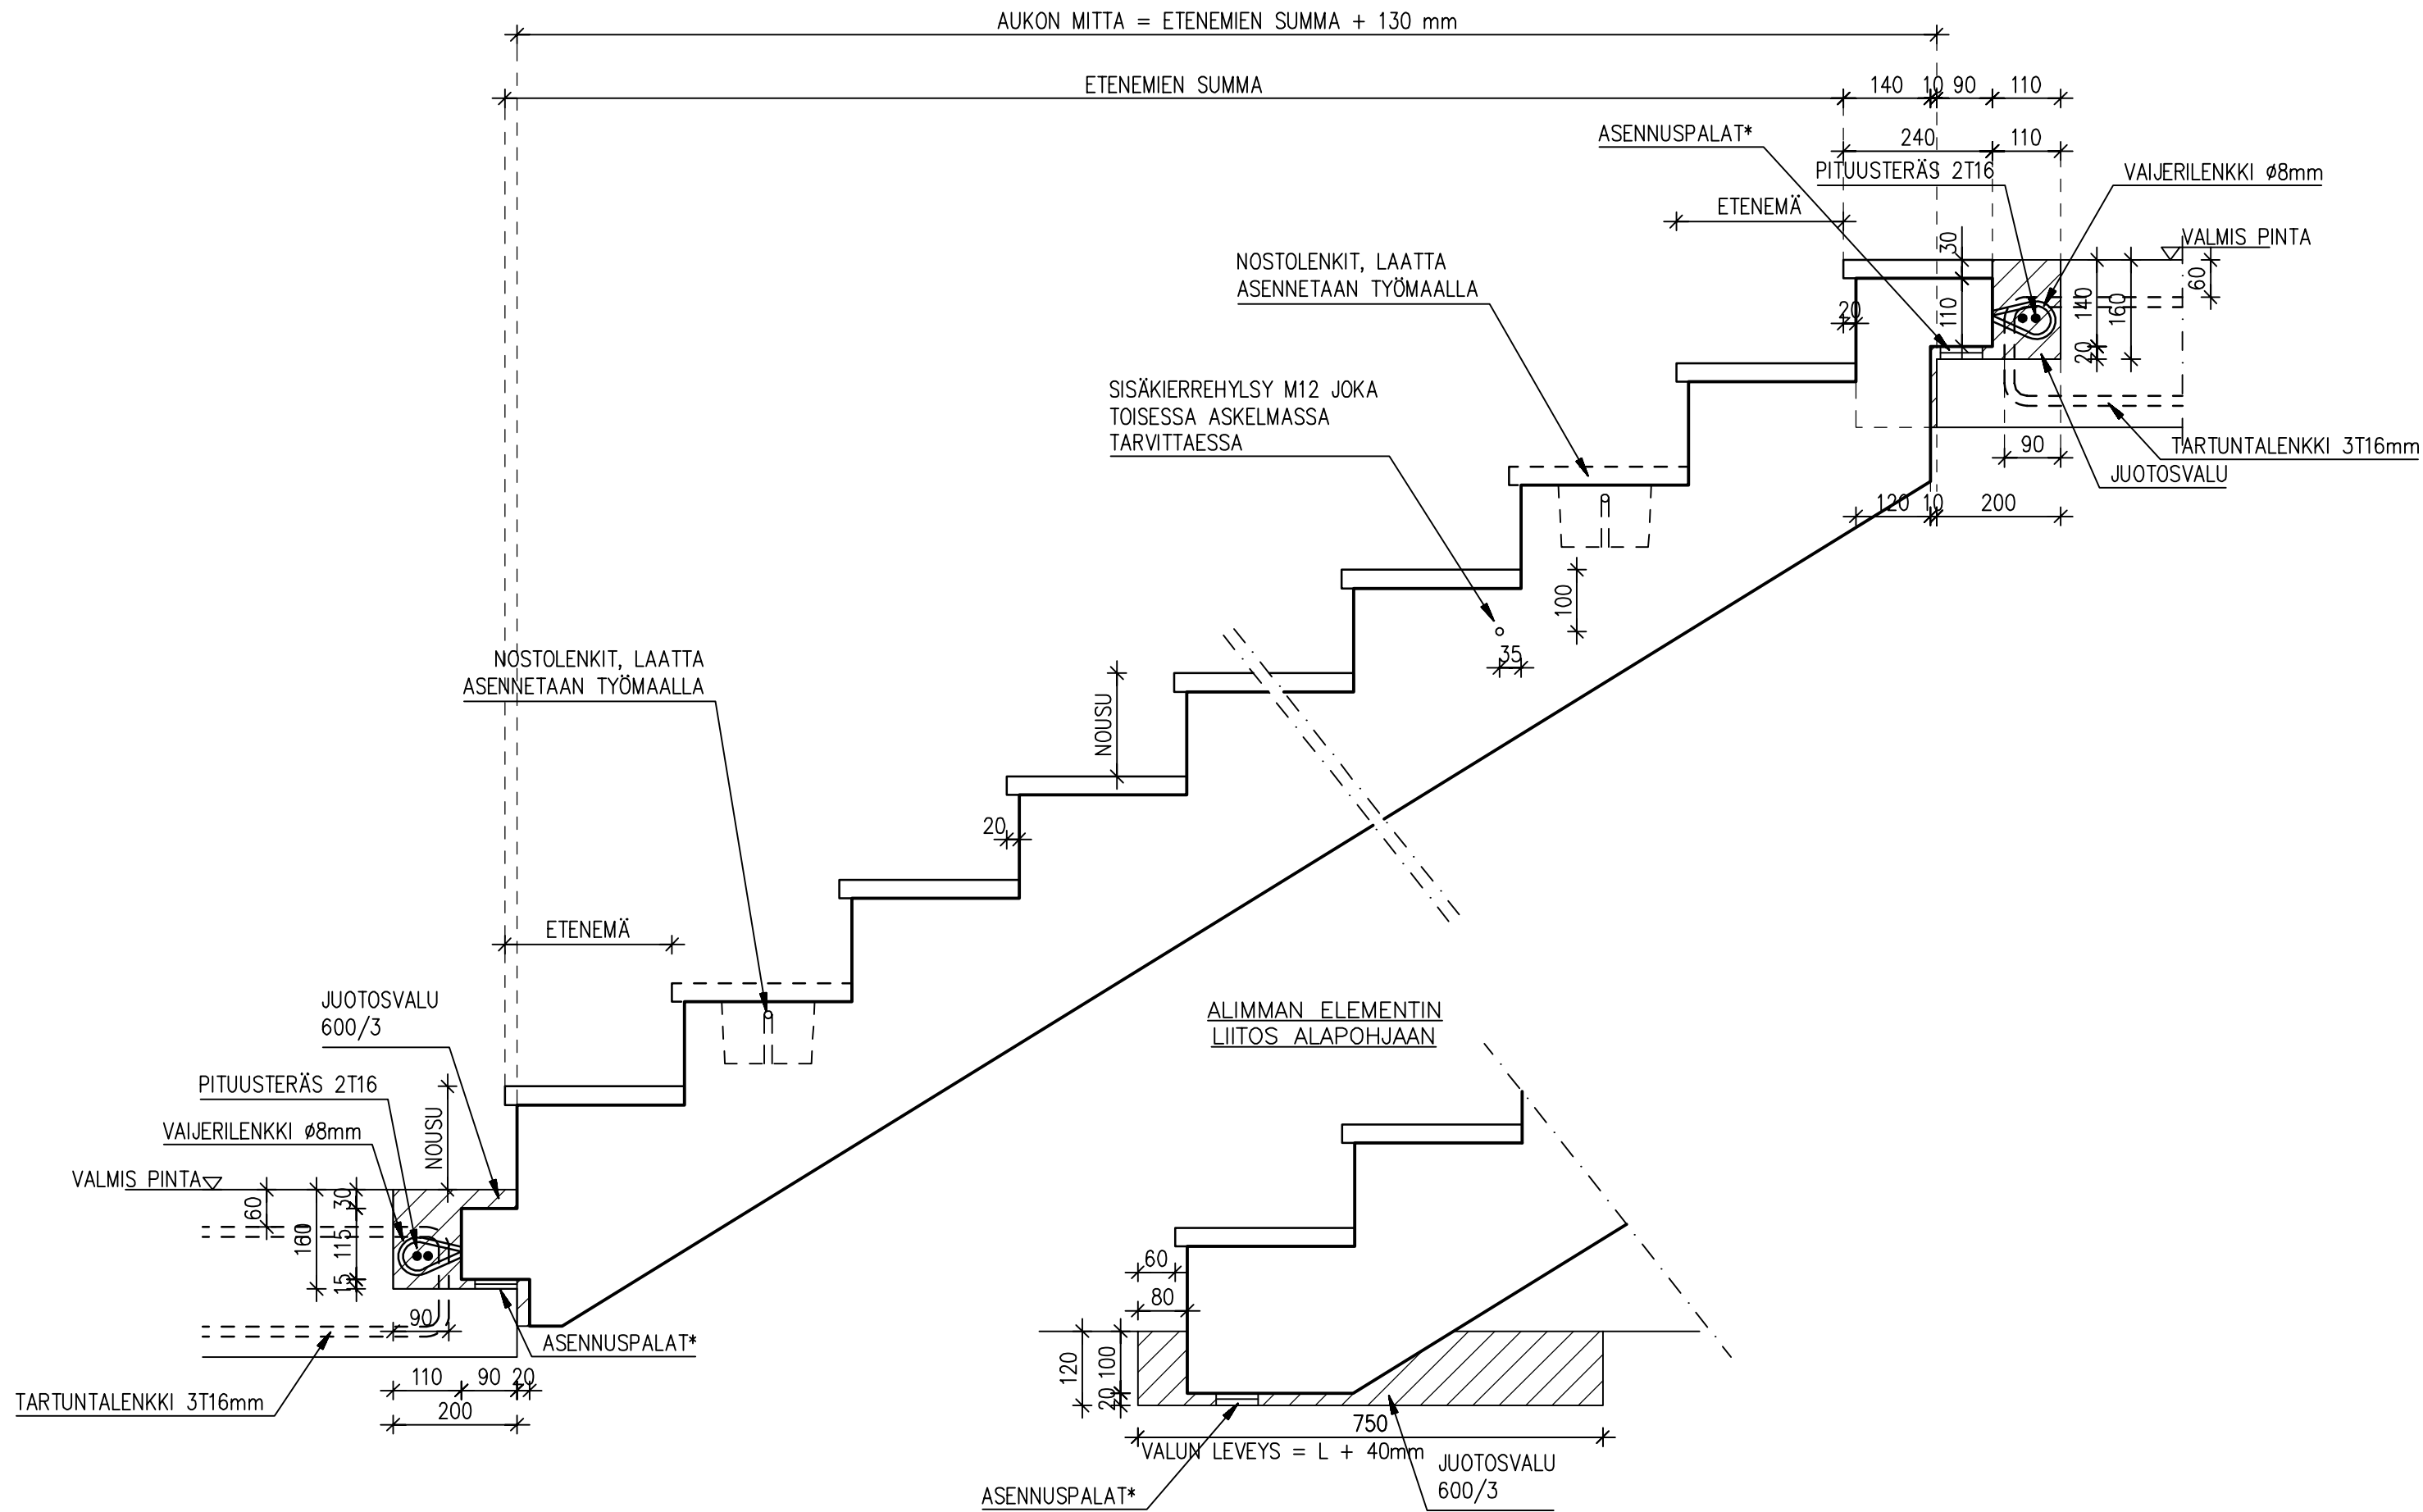 AUKON MITTA = ETENEMIEN SUMMA + 130 mm
ETENEMIEN SUMMA
140
10
90
110
ASENNUSPALAT*
240
110
PITUUSTERÄS 2T16
VAIJERILENKKI ø8mm
ETENEMÄ
VALMIS PINTA
30
110
20
60
140
160
20
NOSTOLENKIT, LAATTA
ASENNETAAN TYÖMAALLA
SISÄKIERREHYLSY M12 JOKA
TOISESSA ASKELMASSA
TARVITTAESSA
90
TARTUNTALENKKI 3T16mm
JUOTOSVALU
120
10
200
100
35
NOSTOLENKIT, LAATTA
ASENNETAAN TYÖMAALLA
NOUSU
20
ETENEMÄ
JUOTOSVALU
600/3
PITUUSTERÄS 2T16
VAIJERILENKKI ø8mm
NOUSU
VALMIS PINTA
60
160
30
115
15
90
ASENNUSPALAT*
110
90
20
TARTUNTALENKKI 3T16mm
200
ALIMMAN ELEMENTIN
LIITOS ALAPOHJAAN
60
80
120
100
20
750
VALUN LEVEYS = L + 40mm
JUOTOSVALU
600/3
ASENNUSPALAT*